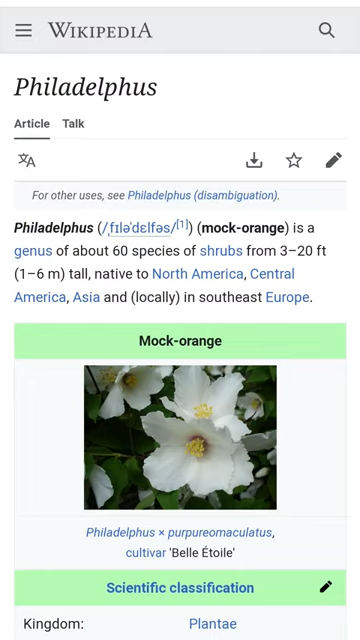 WIKIPEDIA
Philadelphus
Article Talk
For other uses, see Philadelphus (disambiguation).
Philadelphus (/ˌfɪləˈdɛlfəs/[1]) (mock-orange) is a
genus of about 60 species of shrubs from 3–20 ft
(1–6 m) tall, native to North America, Central
America, Asia and (locally) in southeast Europe.
Mock-orange
Philadelphus × purpureomaculatus,
cultivar 'Belle Étoile'
Scientific classification
Kingdom: Plantae